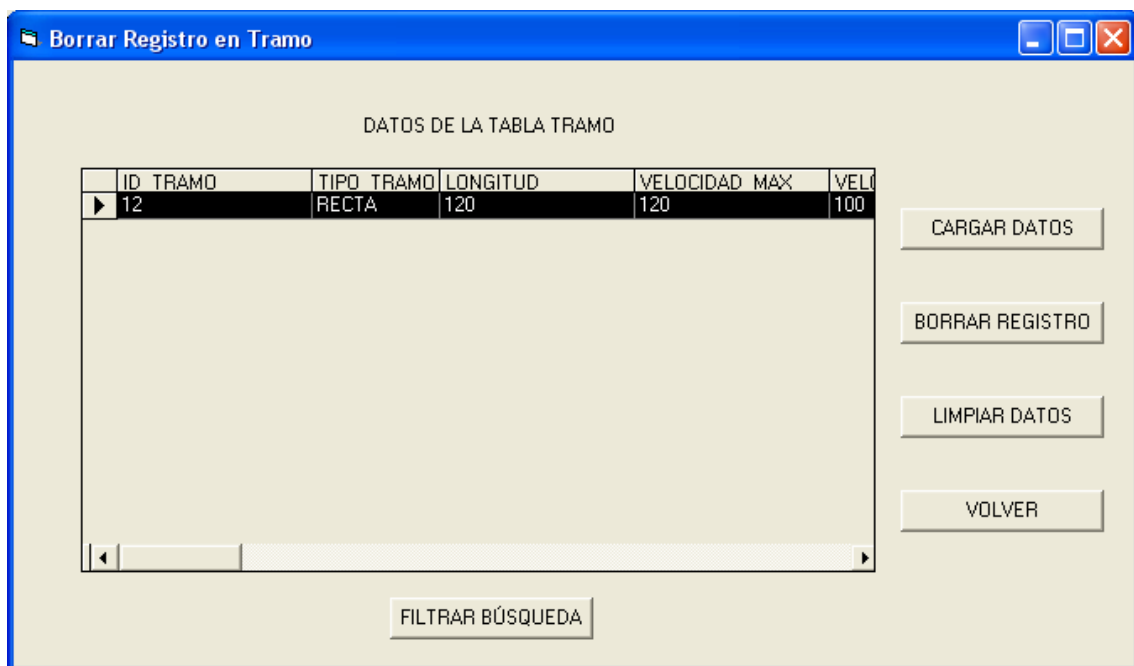 Borrar Registro en Tramo
DATOS DE LA TABLA TRAMO
ID_TRAMO TIPO_TRAMO LONGITUD VELOCIDAD_MAX VELO
12 RECTA 120 120 100
CARGAR DATOS
BORRAR REGISTRO
LIMPIAR DATOS
VOLVER
FILTRAR BÚSQUEDA